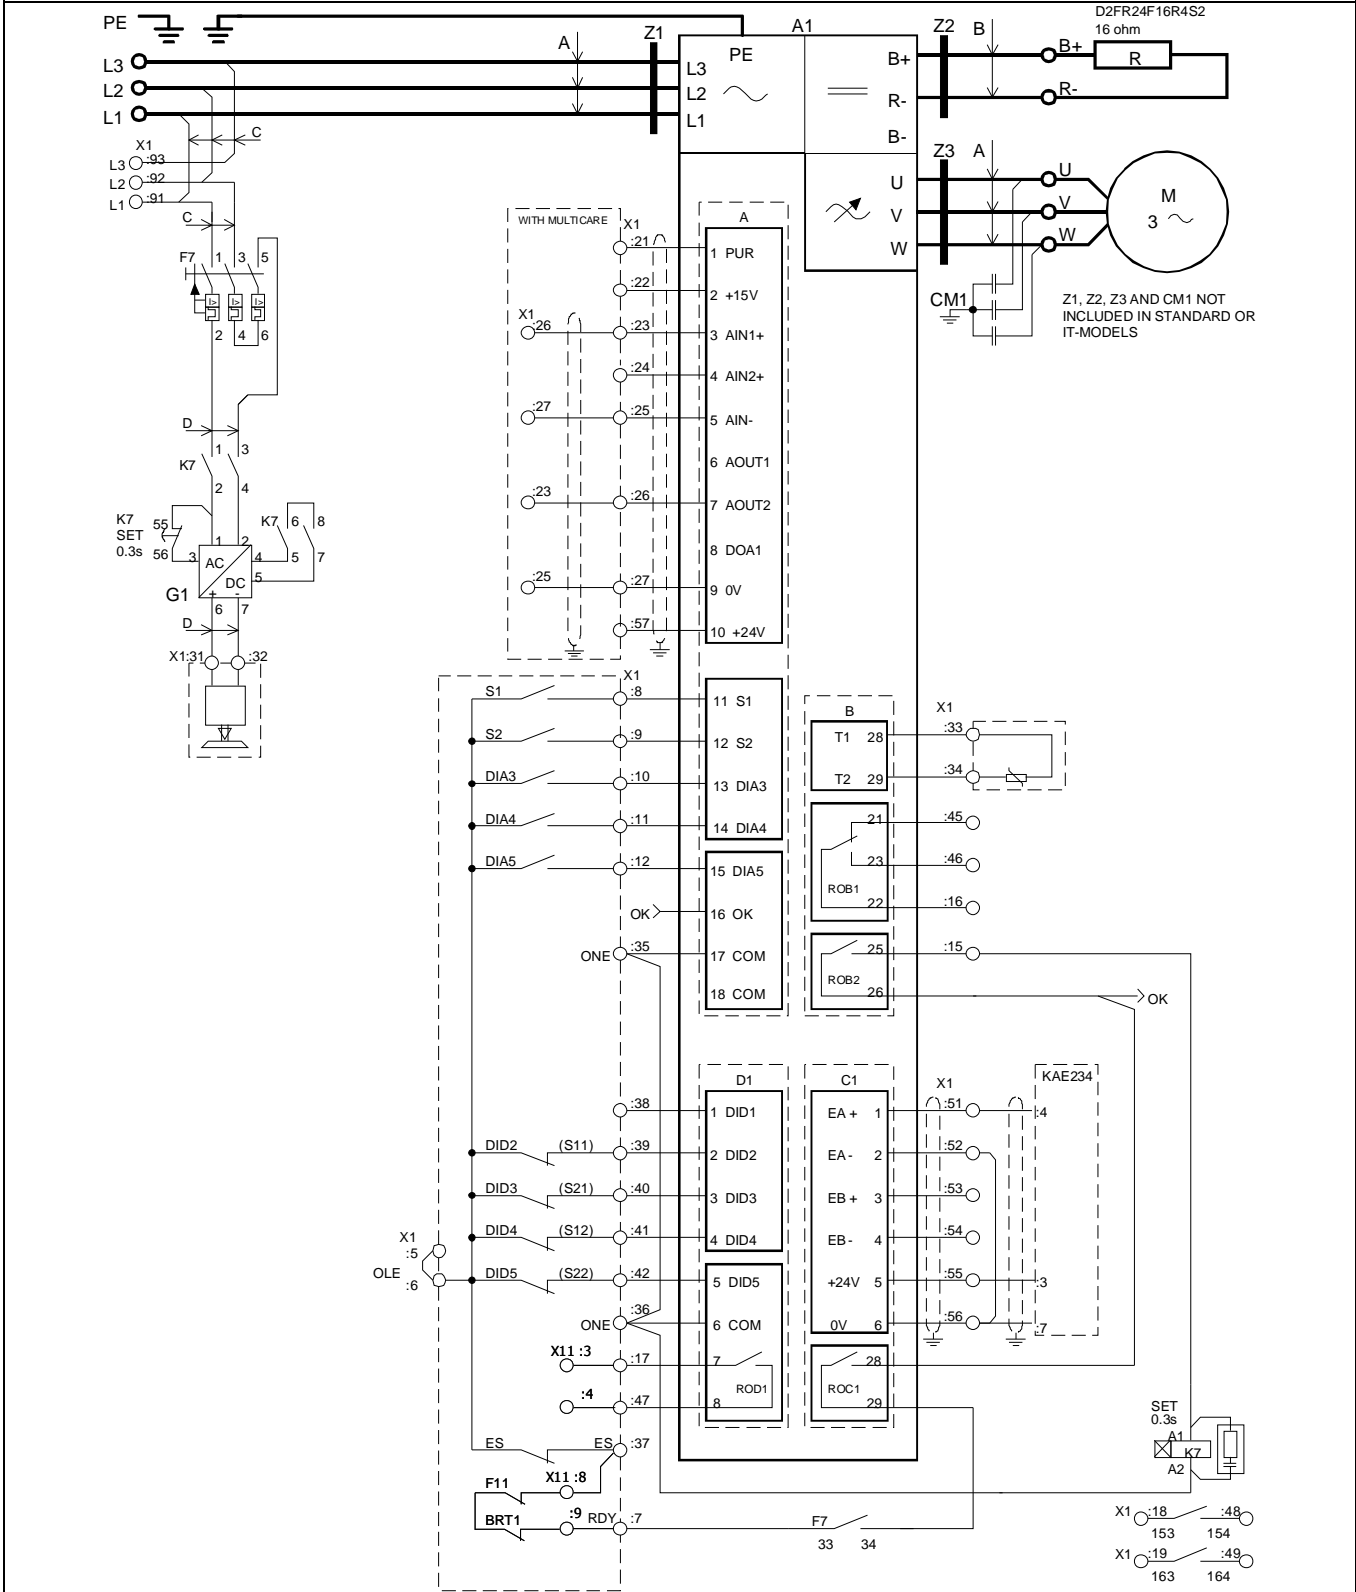 D2FR24F16R4S2
16 ohm
PE
A1
Z1
Z2
B
A
B+
R
L3
L3
PE
B+
L2
L2
R-
R-
L1
L1
B-
C
X1
L3 :93
L2 :92
L1 :91
C
Z3
A
U
U
V
V
W
W
M
3
CM1
Z1, Z2, Z3 AND CM1 NOT
INCLUDED IN STANDARD OR
IT-MODELS
F7 1 3 5
I> I> I>
2 4 6
D
1 3
K7
2 4
K7
SET
0.3s
55
56
1 2
3 AC 4
DC 5
+ -
G1
6 7
K7 6 8
5 7
D
X1:31 :32
WITH MULTICARE
X1
A
:21 1 PUR
:22 2 +15V
X1
:26 :23 3 AIN1+
:24 4 AIN2+
:27 :25 5 AIN-
6 AOUT1
:23 :26 7 AOUT2
8 DOA1
:25 :27 9 0V
:57 10 +24V
X1
S1 :8 11 S1
S2 :9 12 S2
DIA3 :10 13 DIA3
DIA4 :11 14 DIA4
DIA5 :12 15 DIA5
OK 16 OK
ONE :35 17 COM
18 COM
B
X1
T1 28 :33
T2 29 :34
21 :45
23 :46
ROB1
22 :16
25 :15
ROB2
26
OK
D1
:38 1 DID1
DID2 (S11) :39 2 DID2
DID3 (S21) :40 3 DID3
DID4 (S12) :41 4 DID4
X1
:5
OLE
:6
DID5 (S22) :42 5 DID5
ONE :36 6 COM
X11 :3 :17 7
ROD1
:4 :47 8
ES ES :37
F11 X11 :8
BRT1 :9 RDY :7
F7
33 34
C1
X1
KAE234
EA + 1 :51 :4
EA - 2 :52
EB + 3 :53
EB - 4 :54
+24V 5 :55 :3
0V 6 :56 :7
28
ROC1
29
SET
0.3s
A1
K7
A2
X1 :18 :48
153 154
X1 :19 :49
163 164